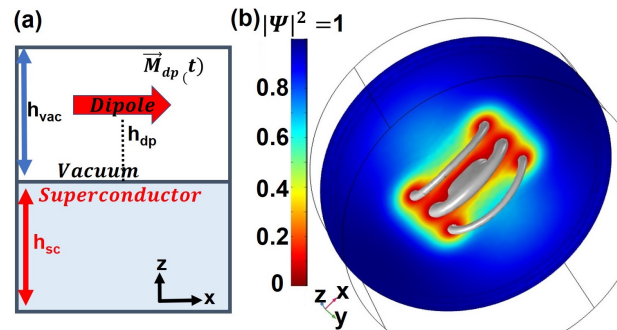 (a)
M⃗dp(t)
Dipole
hvac
hdp
Vacuum
Superconductor
hsc
z
x
(b)
|Ψ|² =1
0.8
0.6
0.4
0.2
0
z
x
y